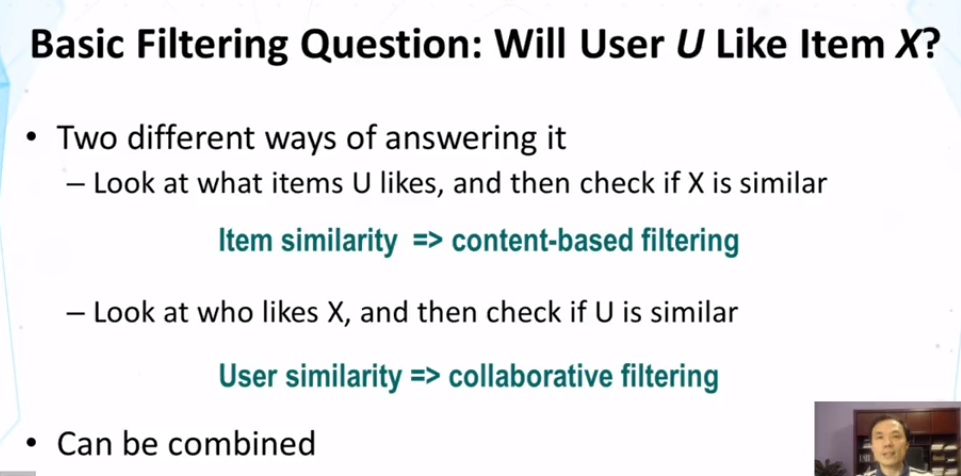 Basic Filtering Question: Will User U Like Item X?
• Two different ways of answering it
– Look at what items U likes, and then check if X is similar
Item similarity => content-based filtering
– Look at who likes X, and then check if U is similar
User similarity => collaborative filtering
• Can be combined